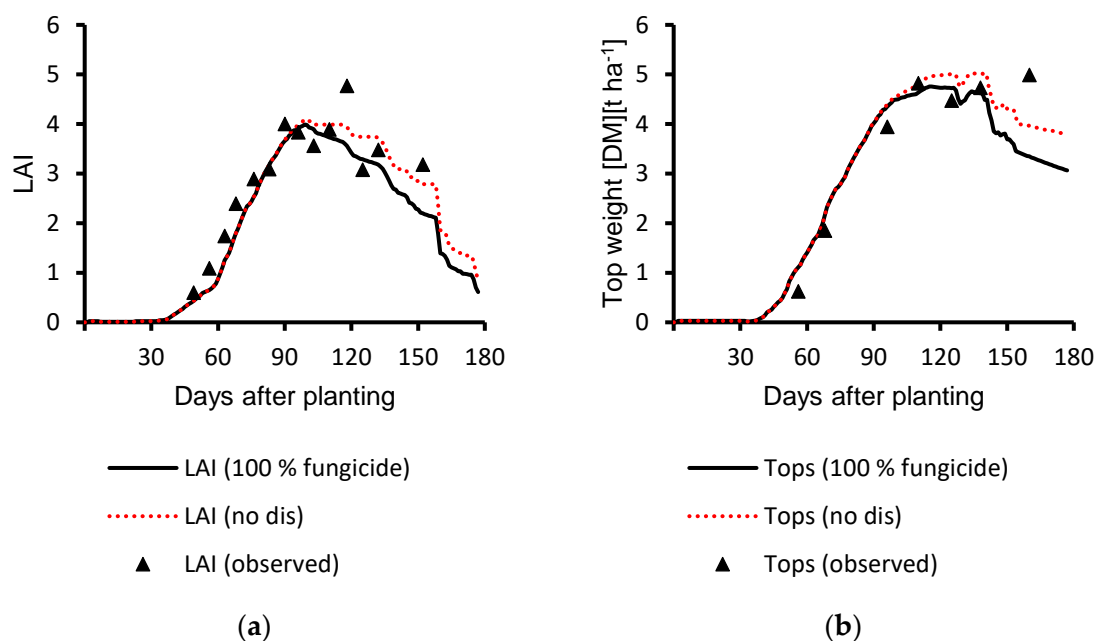 6
5
4
3
2
1
0
LAI
30 60 90 120 150 180
Days after planting
LAI (100 % fungicide)
LAI (no dis)
LAI (observed)
(a)
6
5
4
3
2
1
0
Top weight [DM][t ha⁻¹]
30 60 90 120 150 180
Days after planting
Tops (100 % fungicide)
Tops (no dis)
Tops (observed)
(b)